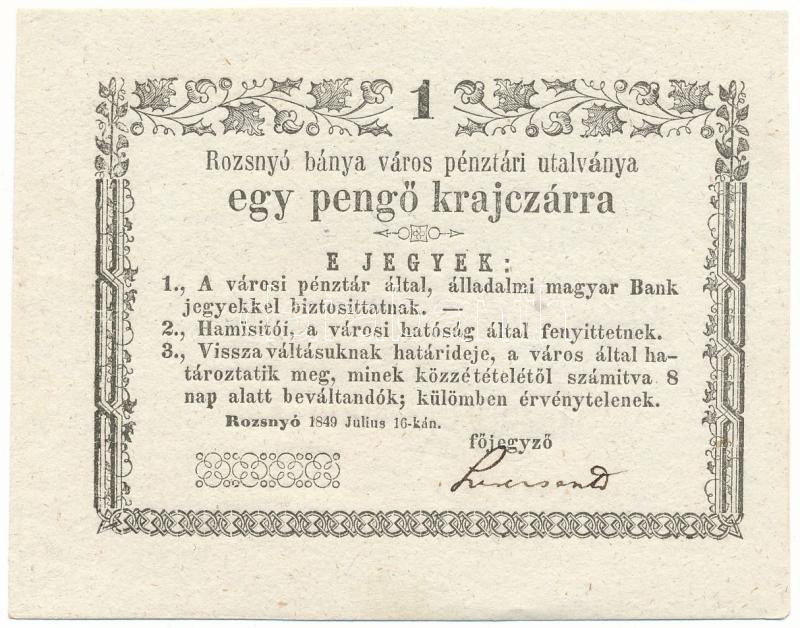 1
Rozsnyó bánya város pénztári utalványa
egy pengő krajczárra
E JEGYEK:
1., A városi pénztár által, álladalmi magyar Bank
jegyekkel biztosittatnak. —
2., Hamisitói, a városi hatóság által fenyittetnek.
3., Vissza váltásuknak határideje, a város által ha-
tároztatik meg, minek közzétételétől számitva 8
nap alatt beváltandók; külömben érvénytelenek.
Rozsnyó 1849 Julius 16-kán.
főjegyző